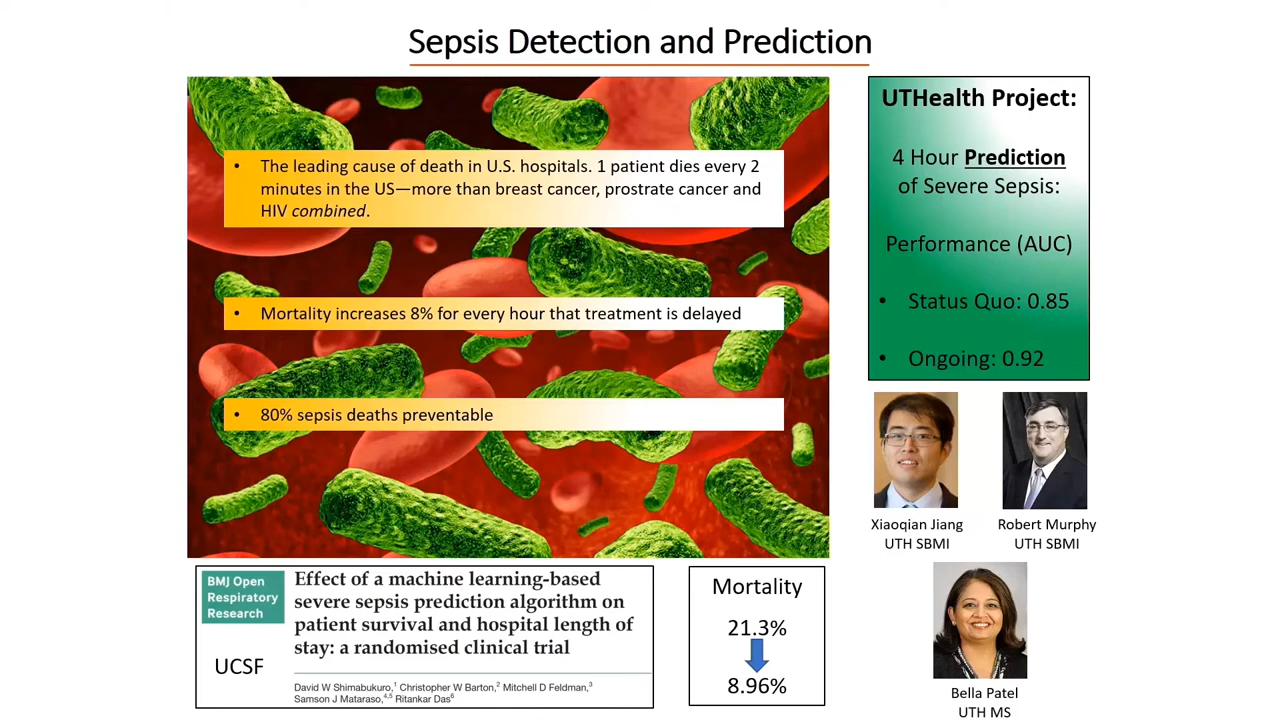 Sepsis Detection and Prediction
• The leading cause of death in U.S. hospitals. 1 patient dies every 2
minutes in the US—more than breast cancer, prostrate cancer and
HIV combined.
• Mortality increases 8% for every hour that treatment is delayed
• 80% sepsis deaths preventable
UTHealth Project:
4 Hour Prediction
of Severe Sepsis:
Performance (AUC)
• Status Quo: 0.85
• Ongoing: 0.92
Xiaoqian Jiang
UTH SBMI
Robert Murphy
UTH SBMI
Bella Patel
UTH MS
BMJ Open
Respiratory
Research
UCSF
Effect of a machine learning-based
severe sepsis prediction algorithm on
patient survival and hospital length of
stay: a randomised clinical trial
David W Shimabukuro,1 Christopher W Barton,2 Mitchell D Feldman,3
Samson J Mataraso,4,5 Ritankar Das6
Mortality
21.3%
8.96%